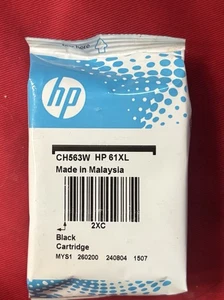 hp
CH563W HP 61XL
Made in Malaysia
2XC
Black
Cartridge
MYS1 260200 240804 1507